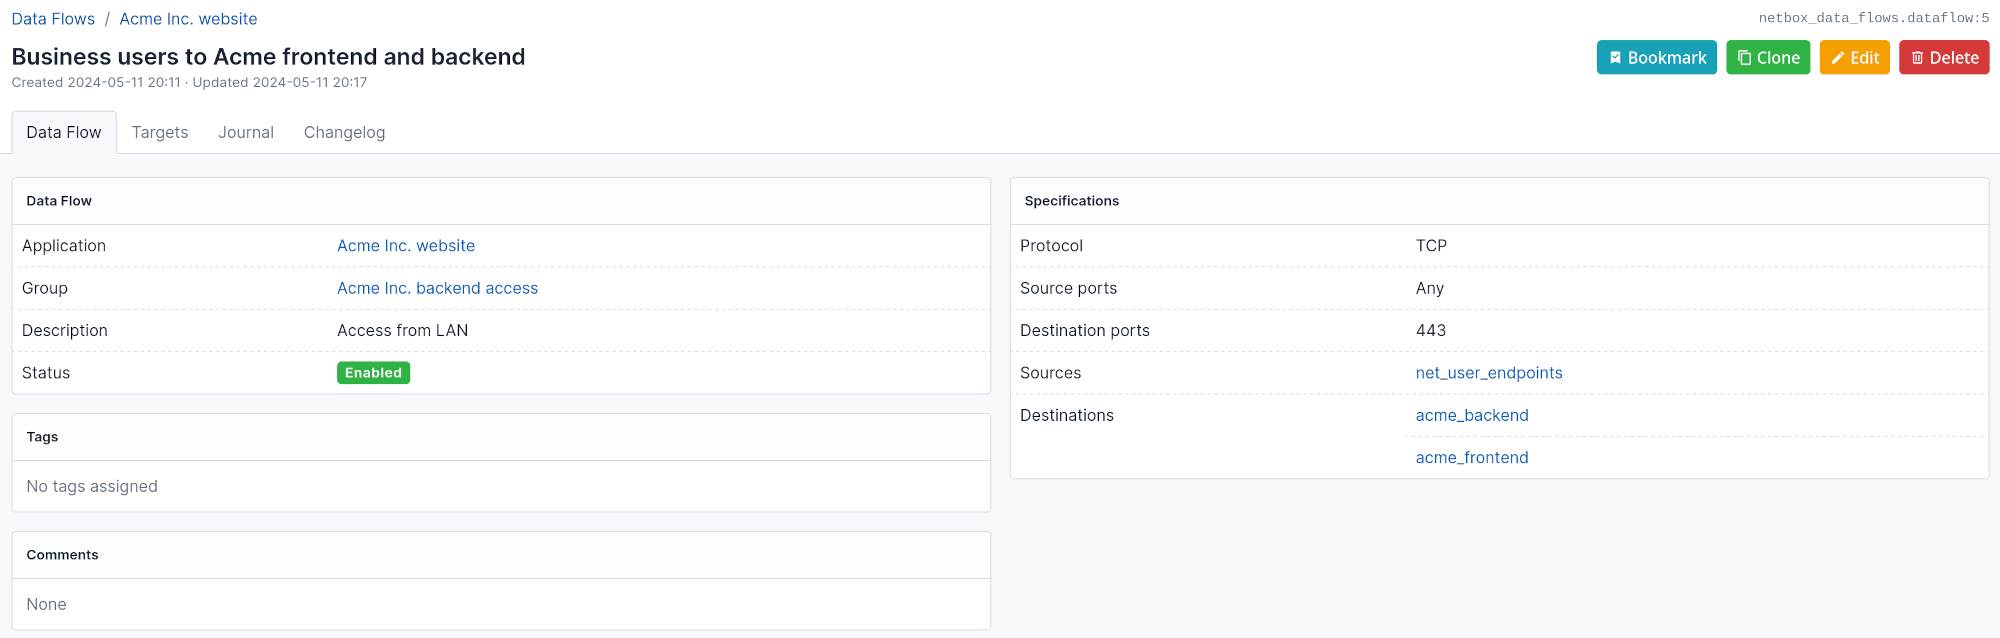 Data Flows / Acme Inc. website
netbox_data_flows.dataflow:5
Business users to Acme frontend and backend
Created 2024-05-11 20:11 · Updated 2024-05-11 20:17
Bookmark Clone Edit Delete
Data Flow Targets Journal Changelog
Data Flow
Application Acme Inc. website
Group Acme Inc. backend access
Description Access from LAN
Status Enabled
Tags
No tags assigned
Comments
None
Specifications
Protocol TCP
Source ports Any
Destination ports 443
Sources net_user_endpoints
Destinations acme_backend
acme_frontend